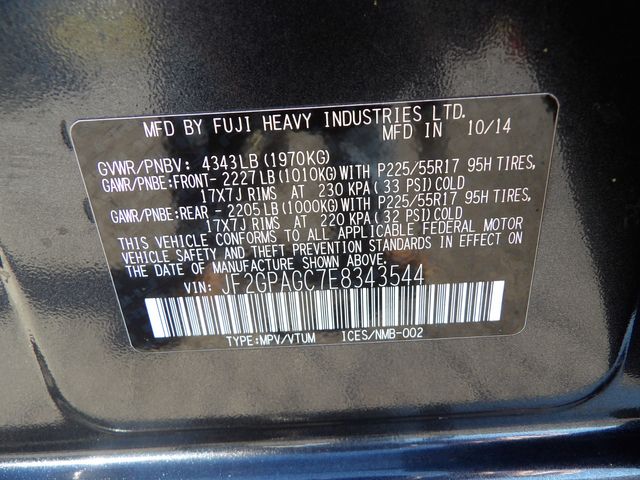 MFD BY FUJI HEAVY INDUSTRIES LTD.
MFD IN 10/14
GVWR/PNBV: 4343LB (1970KG)
GAWR/PNBE:FRONT- 2227LB (1010KG) WITH P225/55R17 95H TIRES,
17X7J RIMS AT 230 KPA (33 PSI) COLD
GAWR/PNBE:REAR - 2205LB (1000KG) WITH P225/55R17 95H TIRES,
17X7J RIMS AT 220 KPA (32 PSI) COLD
THIS VEHICLE CONFORMS TO ALL APPLICABLE FEDERAL MOTOR
VEHICLE SAFETY AND THEFT PREVENTION STANDARDS IN EFFECT ON
THE DATE OF MANUFACTURE SHOWN ABOVE.
VIN: JF2GPAGC7E8343544
TYPE:MPV/VTUM ICES/NMB-002